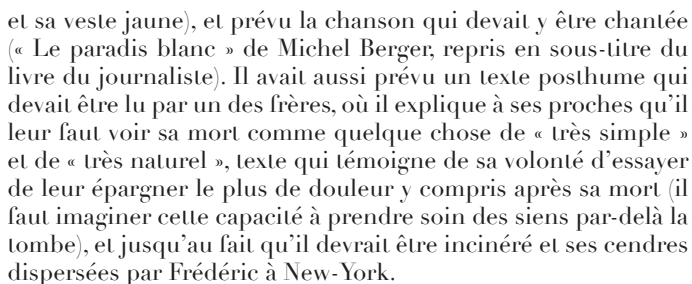 et sa veste jaune), et prévu la chanson qui devait y être chantée
(« Le paradis blanc » de Michel Berger, repris en sous-titre du
livre du journaliste). Il avait aussi prévu un texte posthume qui
devait être lu par un des frères, où il explique à ses proches qu’il
leur faut voir sa mort comme quelque chose de « très simple »
et de « très naturel », texte qui témoigne de sa volonté d’essayer
de leur épargner le plus de douleur y compris après sa mort (il
faut imaginer cette capacité à prendre soin des siens par-delà la
tombe), et jusqu’au fait qu’il devrait être incinéré et ses cendres
dispersées par Frédéric à New-York.